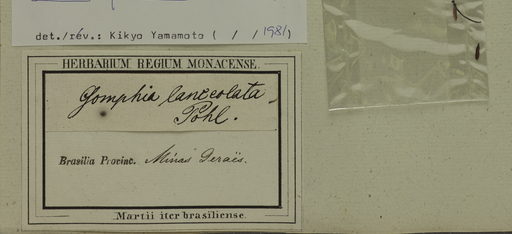 det./rév.: Kikyo Yamamoto ( / / 1981)
HERBARIUM REGIUM MONACENSE.
Gomphia lanceolata
Pohl.
Brasilia Provinc. Minas Geraës.
Martii iter brasiliense.